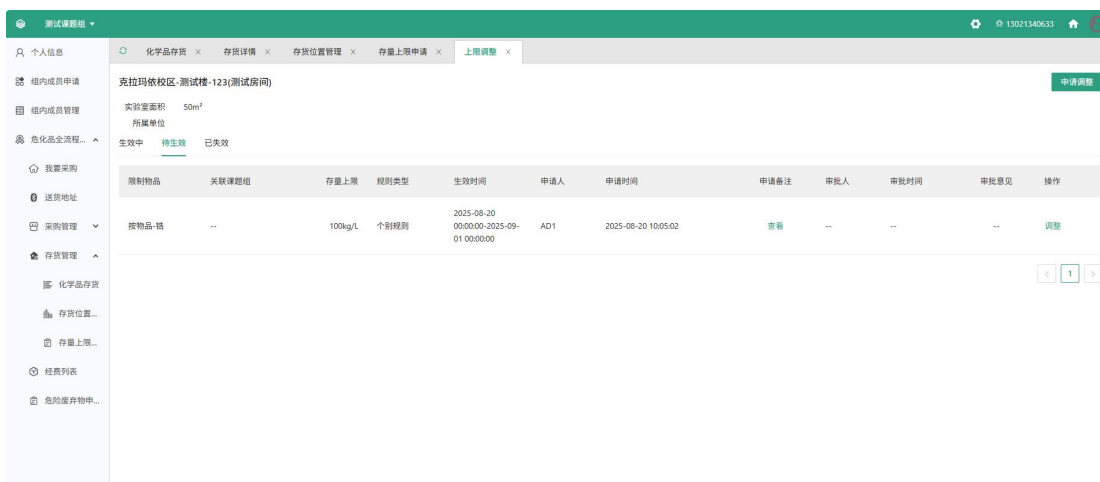 测试课题组
13021340633
个人信息
组内成员申请
组内成员管理
危化品全流程...
我要采购
送货地址
采购管理
存货管理
化学品存货
存货位置...
存量上限...
经费列表
危险废弃物申...
化学品存货 × 存货详情 × 存货位置管理 × 存量上限申请 × 上限调整 ×
克拉玛依校区-测试楼-123(测试房间)
申请调整
实验室面积 50m²
所属单位
生效中 待生效 已失效
限制物品 关联课题组 存量上限 规则类型 生效时间 申请人 申请时间 申请备注 审批人 审批时间 审批意见 操作
按物品-锆 -- 100kg/L 个别规则 2025-08-20 00:00:00-2025-09-01 00:00:00 AD1 2025-08-20 10:05:02 查看 -- -- -- 调整
< 1 >